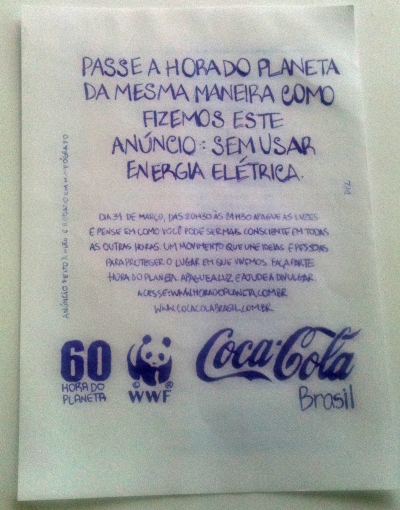 PASSE A HORA DO PLANETA
DA MESMA MANEIRA COMO
FIZEMOS ESTE
ANÚNCIO: SEM USAR
ENERGIA ELÉTRICA.
DIA 31 DE MARÇO, DAS 20H30 ÀS 21H30 APAGUE AS LUZES
E PENSE EM COMO VOCÊ PODE SER MAIS CONSCIENTE EM TODAS
AS OUTRAS HORAS. UM MOVIMENTO QUE UNE IDEIAS E PESSOAS
PARA PROTEGER O LUGAR EM QUE VIVEMOS. FAÇA PARTE
HORA DO PLANETA. APAGUE A LUZ E AJUDE A DIVULGAR.
ACESSE: WWW.HORADOPLANETA.COM.BR
WWW.COCACOLABRASIL.COM.BR
ANÚNCIO FEITO À MÃO
60
HORA DO
PLANETA
WWF
®
Coca-Cola
Brasil